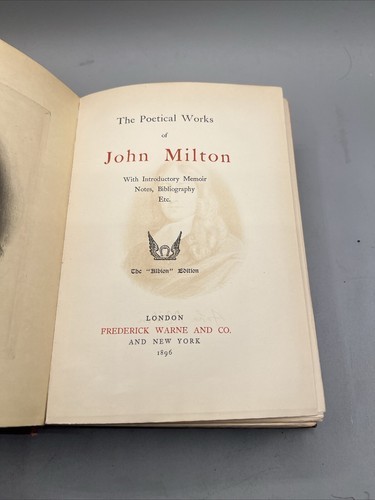 The Poetical Works
of
John Milton
With Introductory Memoir
Notes, Bibliography
Etc.
The "Albion" Edition
LONDON
FREDERICK WARNE AND CO.
AND NEW YORK
1896